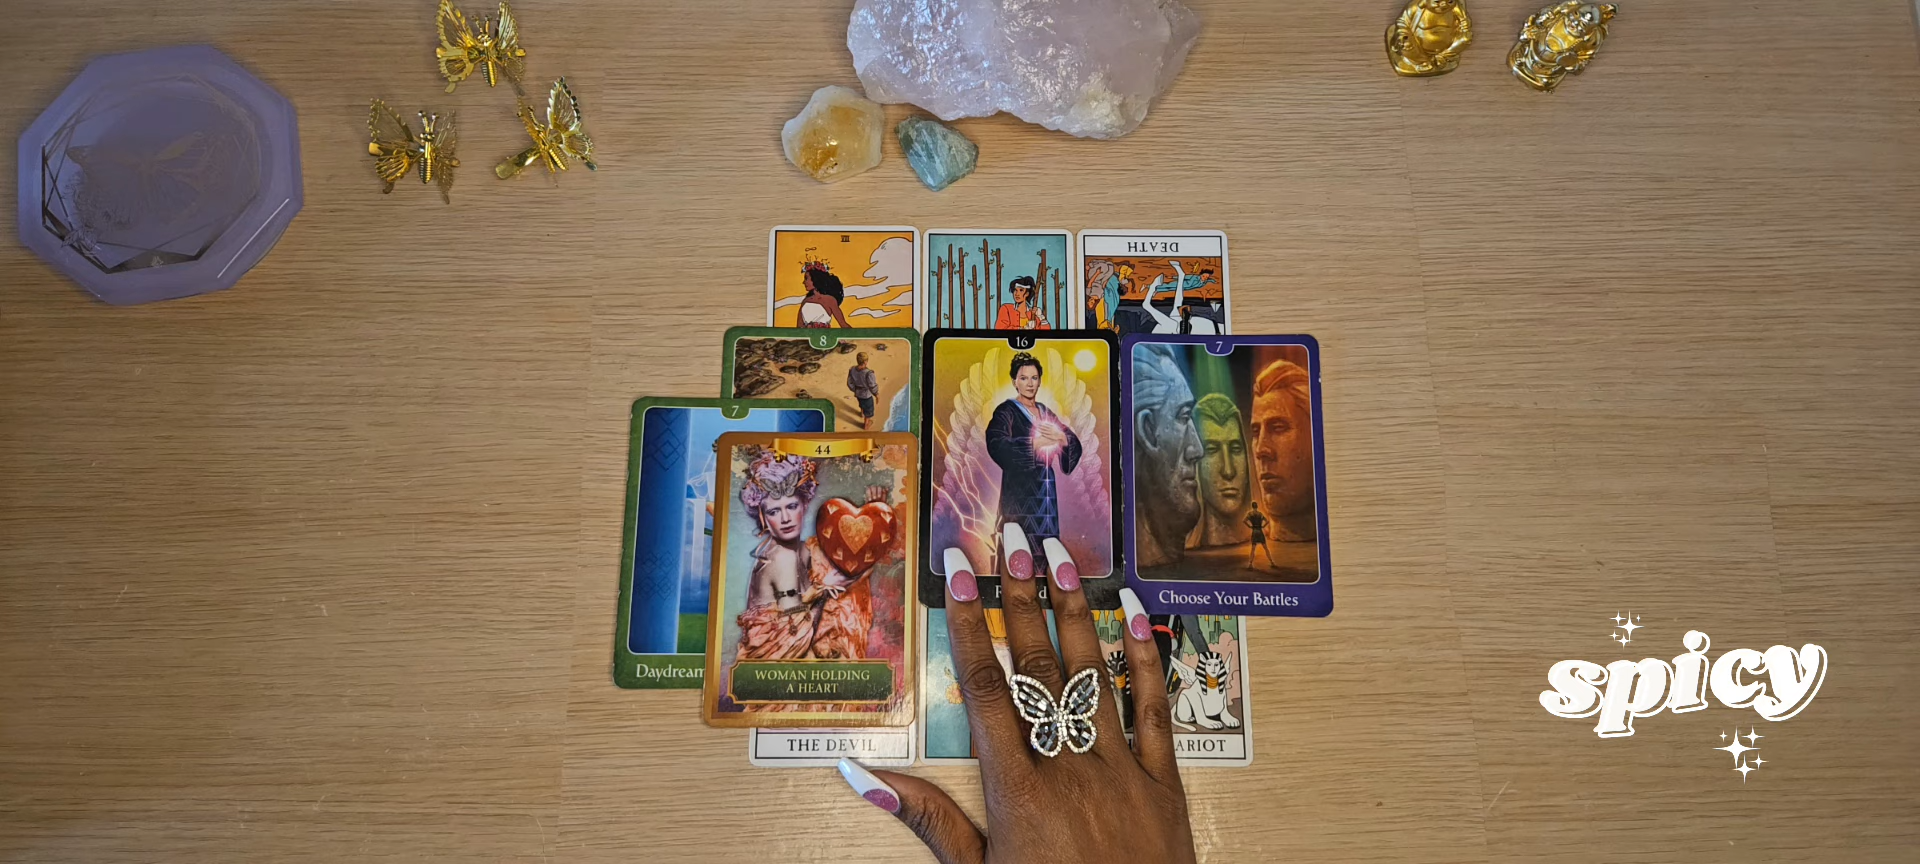 DEATH
8
16
7
7
44
Choose Your Battles
Daydream
WOMAN HOLDING
A HEART
spicy
THE DEVIL
ARIOT